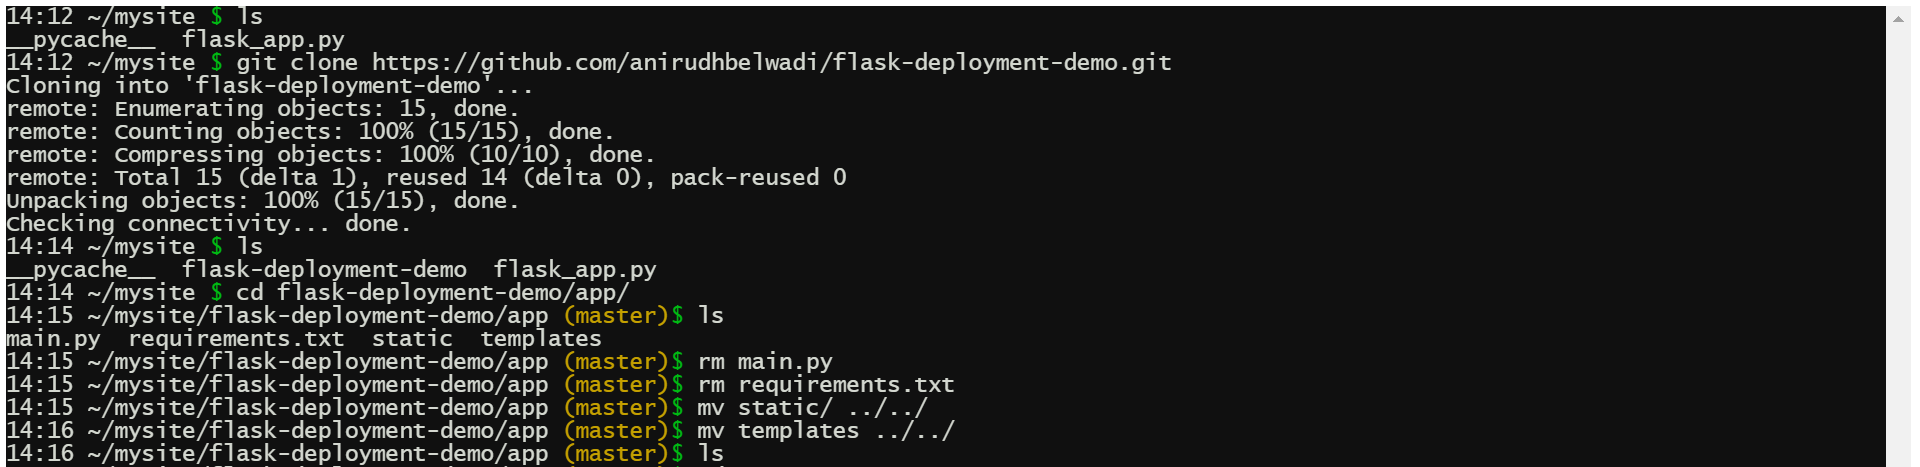 14:12 ~/mysite $ ls
__pycache__  flask_app.py
14:12 ~/mysite $ git clone https://github.com/anirudhbelwadi/flask-deployment-demo.git
Cloning into 'flask-deployment-demo'...
remote: Enumerating objects: 15, done.
remote: Counting objects: 100% (15/15), done.
remote: Compressing objects: 100% (10/10), done.
remote: Total 15 (delta 1), reused 14 (delta 0), pack-reused 0
Unpacking objects: 100% (15/15), done.
Checking connectivity... done.
14:14 ~/mysite $ ls
__pycache__  flask-deployment-demo  flask_app.py
14:14 ~/mysite $ cd flask-deployment-demo/app/
14:15 ~/mysite/flask-deployment-demo/app (master)$ ls
main.py  requirements.txt  static  templates
14:15 ~/mysite/flask-deployment-demo/app (master)$ rm main.py
14:15 ~/mysite/flask-deployment-demo/app (master)$ rm requirements.txt
14:15 ~/mysite/flask-deployment-demo/app (master)$ mv static/ ../../
14:16 ~/mysite/flask-deployment-demo/app (master)$ mv templates ../../
14:16 ~/mysite/flask-deployment-demo/app (master)$ ls